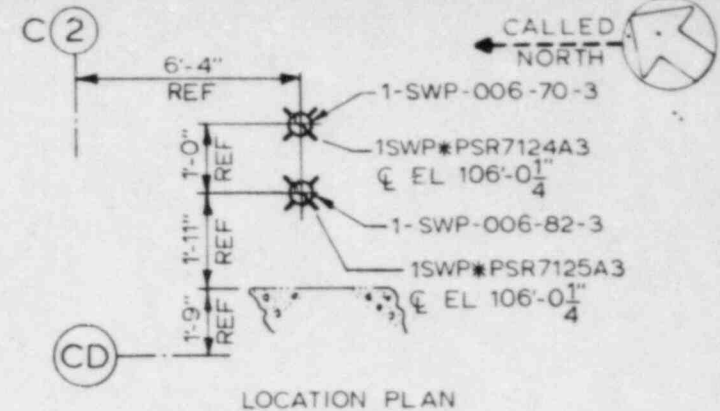 C 2
CALLED
NORTH
6'-4"
REF
1-SWP-006-70-3
1'-0"
REF
1SWP*PSR7124A3
℄ EL 106'-0 1/4"
1-SWP-006-82-3
1'-11"
REF
1SWP*PSR7125A3
℄ EL 106'-0 1/4"
1'-9"
REF
CD
LOCATION PLAN